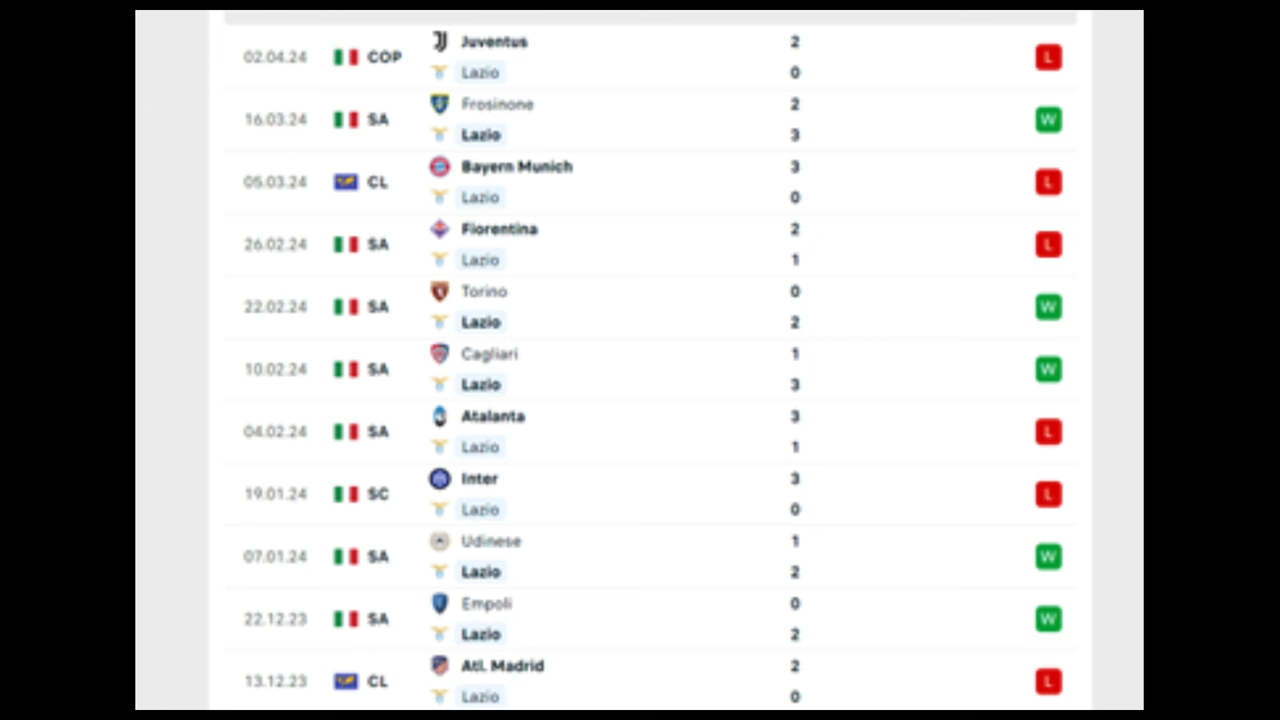 Juventus 2
02.04.24 COP L
Lazio 0
Frosinone 2
16.03.24 SA W
Lazio 3
Bayern Munich 3
05.03.24 CL L
Lazio 0
Fiorentina 2
26.02.24 SA L
Lazio 1
Torino 0
22.02.24 SA W
Lazio 2
Cagliari 1
10.02.24 SA W
Lazio 3
Atalanta 3
04.02.24 SA L
Lazio 1
Inter 3
19.01.24 SC L
Lazio 0
Udinese 1
07.01.24 SA W
Lazio 2
Empoli 0
22.12.23 SA W
Lazio 2
Atl. Madrid 2
13.12.23 CL L
Lazio 0